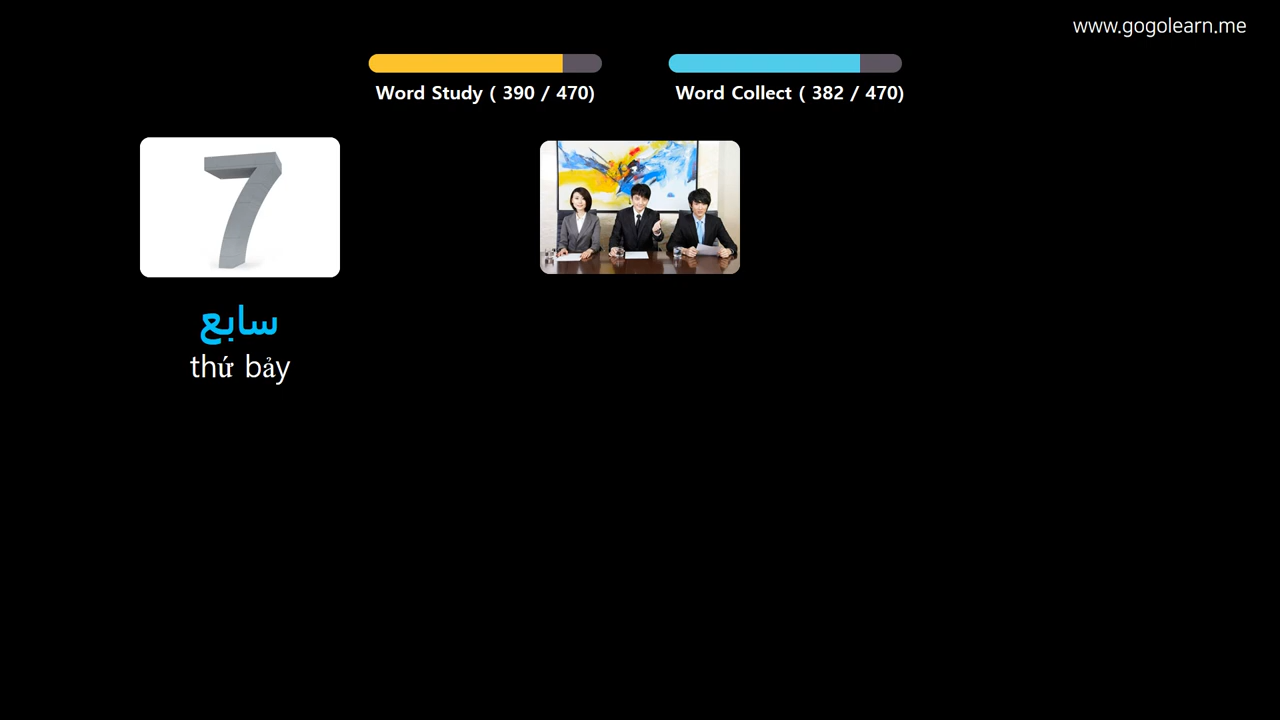 www.gogolearn.me
Word Study ( 390 / 470)
Word Collect ( 382 / 470)
7
سابع
thứ bảy